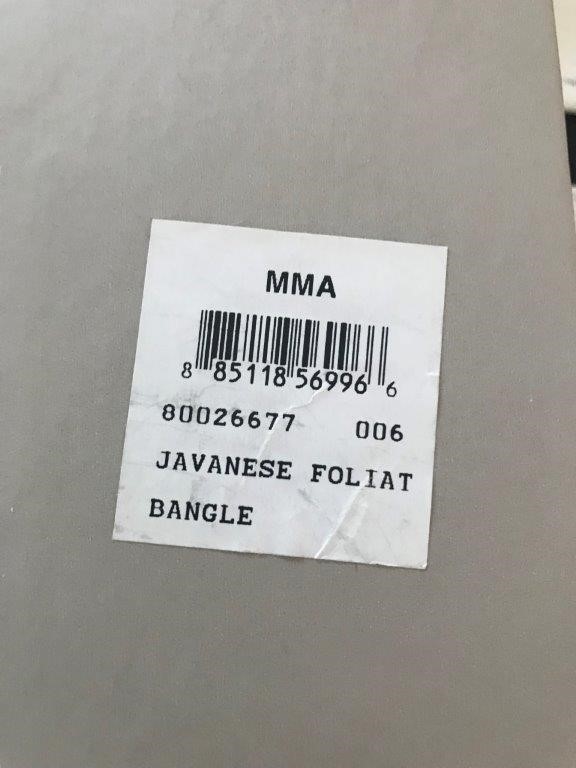 MMA
8 85118 56996 6
80026677 006
JAVANESE FOLIAT
BANGLE